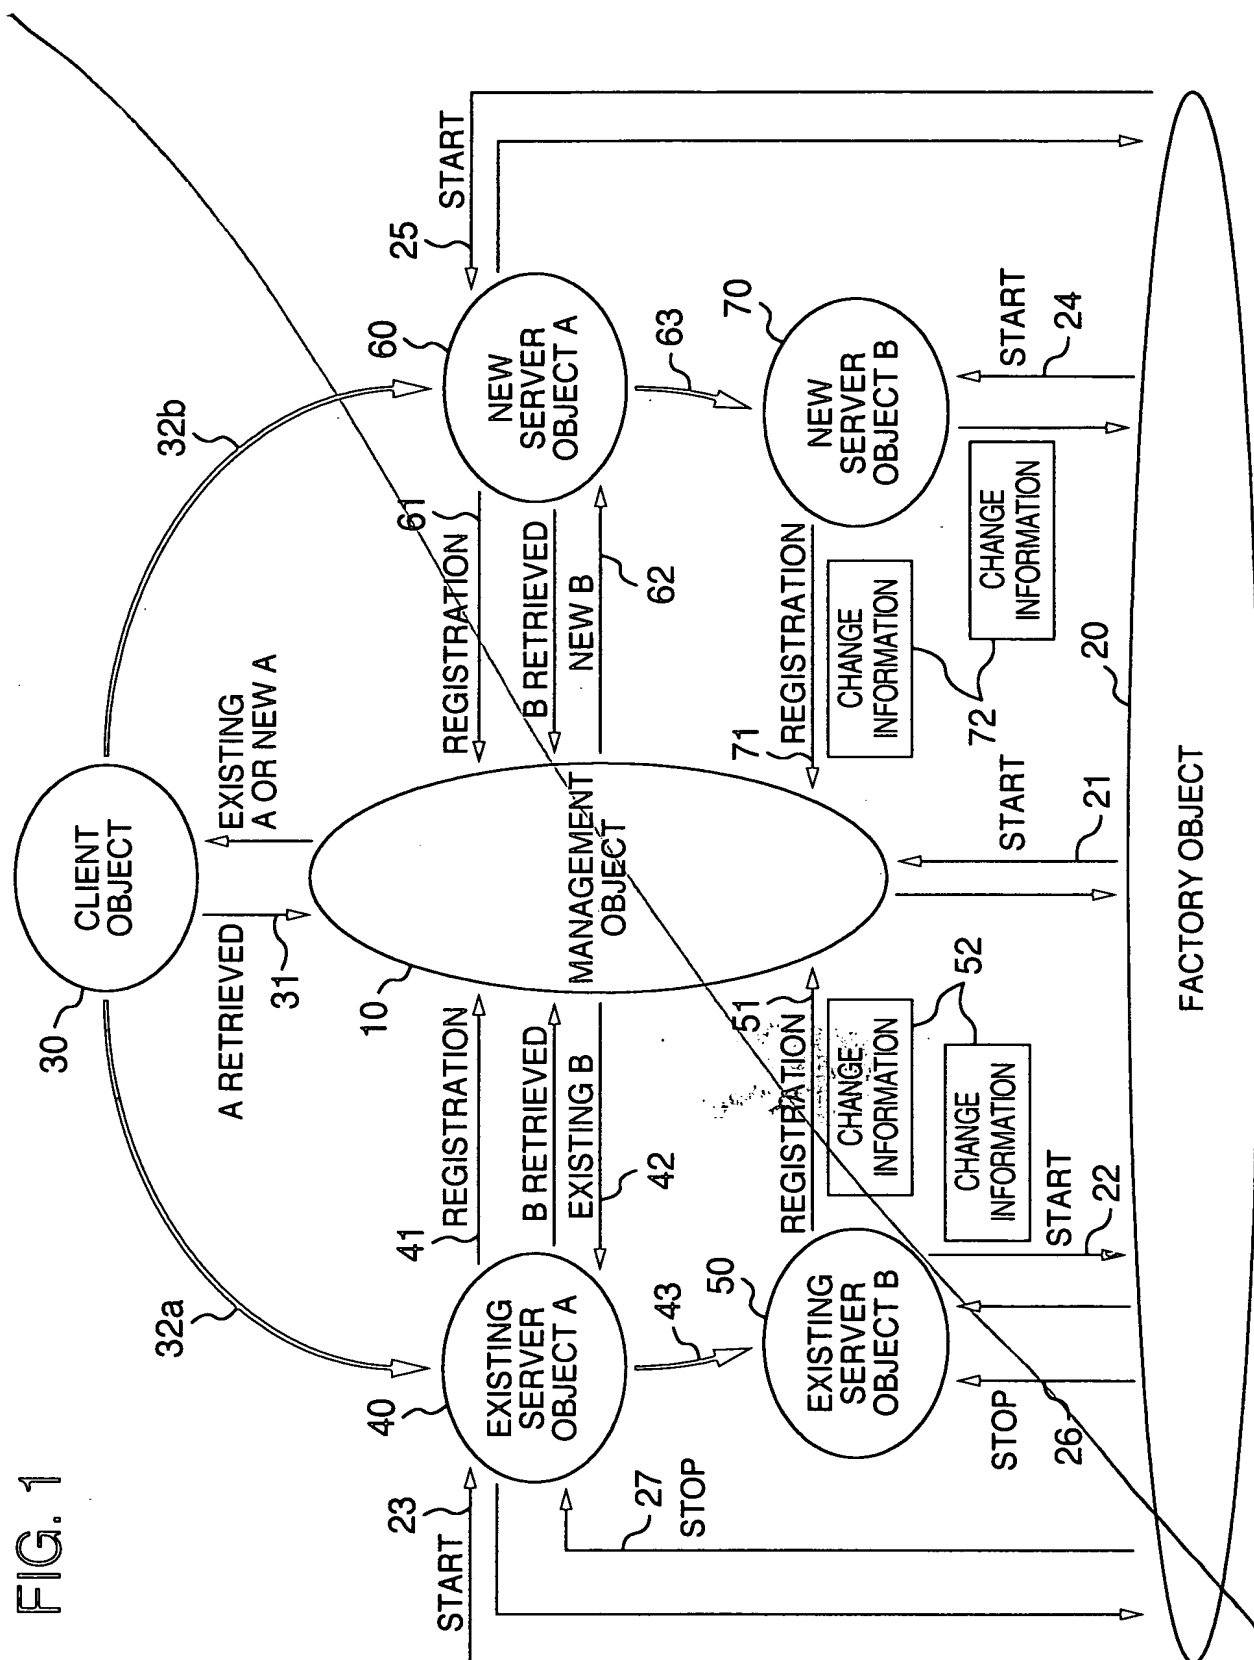 FIG. 1
30
CLIENT
OBJECT
32a
32b
A RETRIEVED
31
EXISTING
A OR NEW A
START
23
40
EXISTING
SERVER
OBJECT A
41
REGISTRATION
B RETRIEVED
EXISTING B
42
10
MANAGEMENT
OBJECT
REGISTRATION
61
B RETRIEVED
NEW B
62
60
NEW
SERVER
OBJECT A
25
START
43
63
27
STOP
50
EXISTING
SERVER
OBJECT B
REGISTRATION
51
CHANGE
INFORMATION
52
CHANGE
INFORMATION
71
REGISTRATION
CHANGE
INFORMATION
72
CHANGE
INFORMATION
70
NEW
SERVER
OBJECT B
STOP
26
START
22
START
21
START
24
20
FACTORY OBJECT